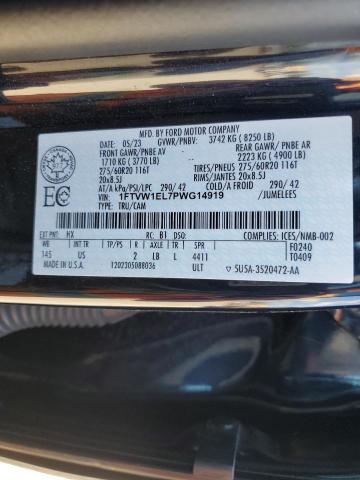 MFD. BY FORD MOTOR COMPANY
05/23 GVWR/PNBV: 3742 KG ( 8250 LB)
FRONT GAWR/PNBE AV REAR GAWR/ PNBE AR
1710 KG ( 3770 LB) 2223 KG ( 4900 LB)
275/60R20 116T TIRES/PNEUS 275/60R20 116T
20x8.5J RIMS/JANTES 20x8.5J
AT/A kPa/PSI/LPC 290/ 42 COLD/A FROID 290/ 42
VIN: 1FTVW1EL7PWG14919 /JUMELEES
TYPE: TRU/CAM
EC
EXT PNT: HX RC: B1 DSO: COMPLIES: ICES/NMB-002
WB INT TR TP/PS R AXLE TR SPR F0240
145 US 2 LB L 4411 T0409
MADE IN U.S.A. 1202305088036 ULT SU5A-3520472-AA